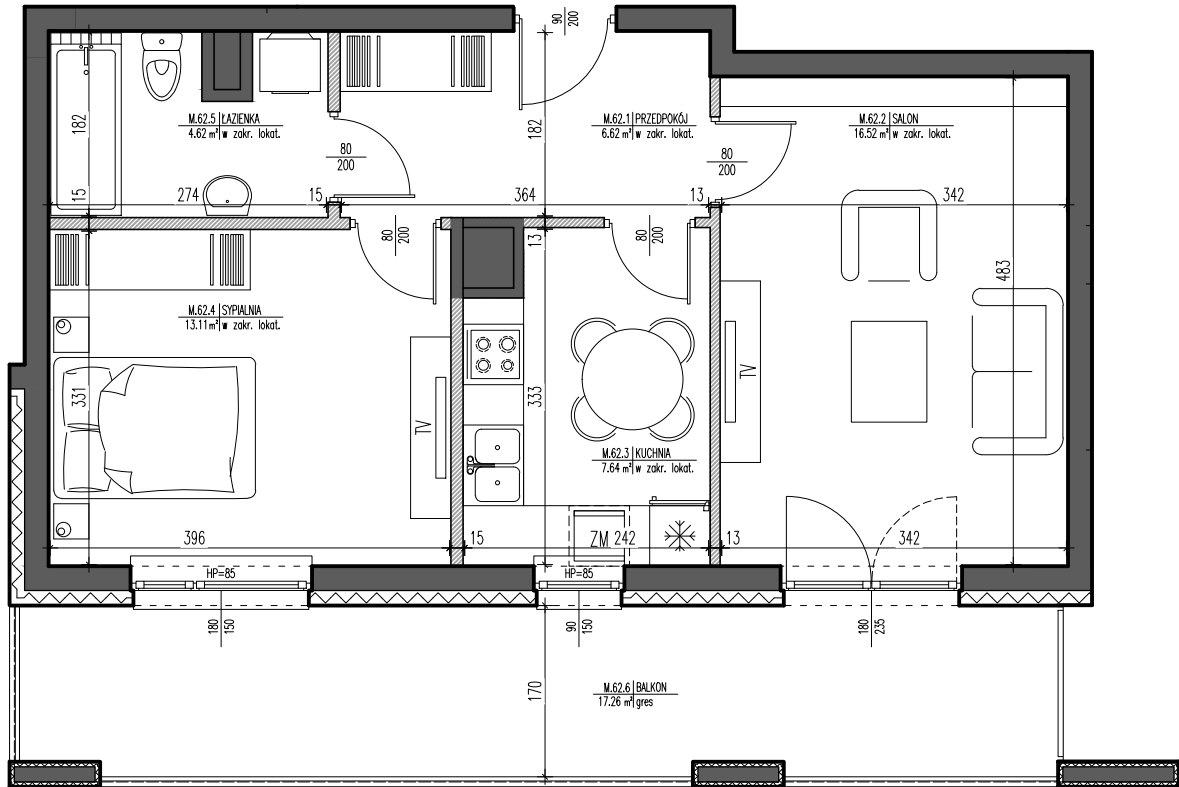 90
200
M.62.5 ŁAZIENKA
4.62 m² w zakr. lokat.
M.62.1 PRZEDPOKÓJ
6.62 m² w zakr. lokat.
M.62.2 SALON
16.52 m² w zakr. lokat.
182
182
80
200
80
200
15
274
15
364
13
342
80
200
13
80
200
483
M.62.4 SYPIALNIA
13.11 m² w zakr. lokat.
331
333
TV
TV
M.62.3 KUCHNIA
7.64 m² w zakr. lokat.
396
15
ZM
242
13
342
HP=85
HP=85
180
150
90
150
180
235
170
M.62.6 BALKON
17.26 m² gres